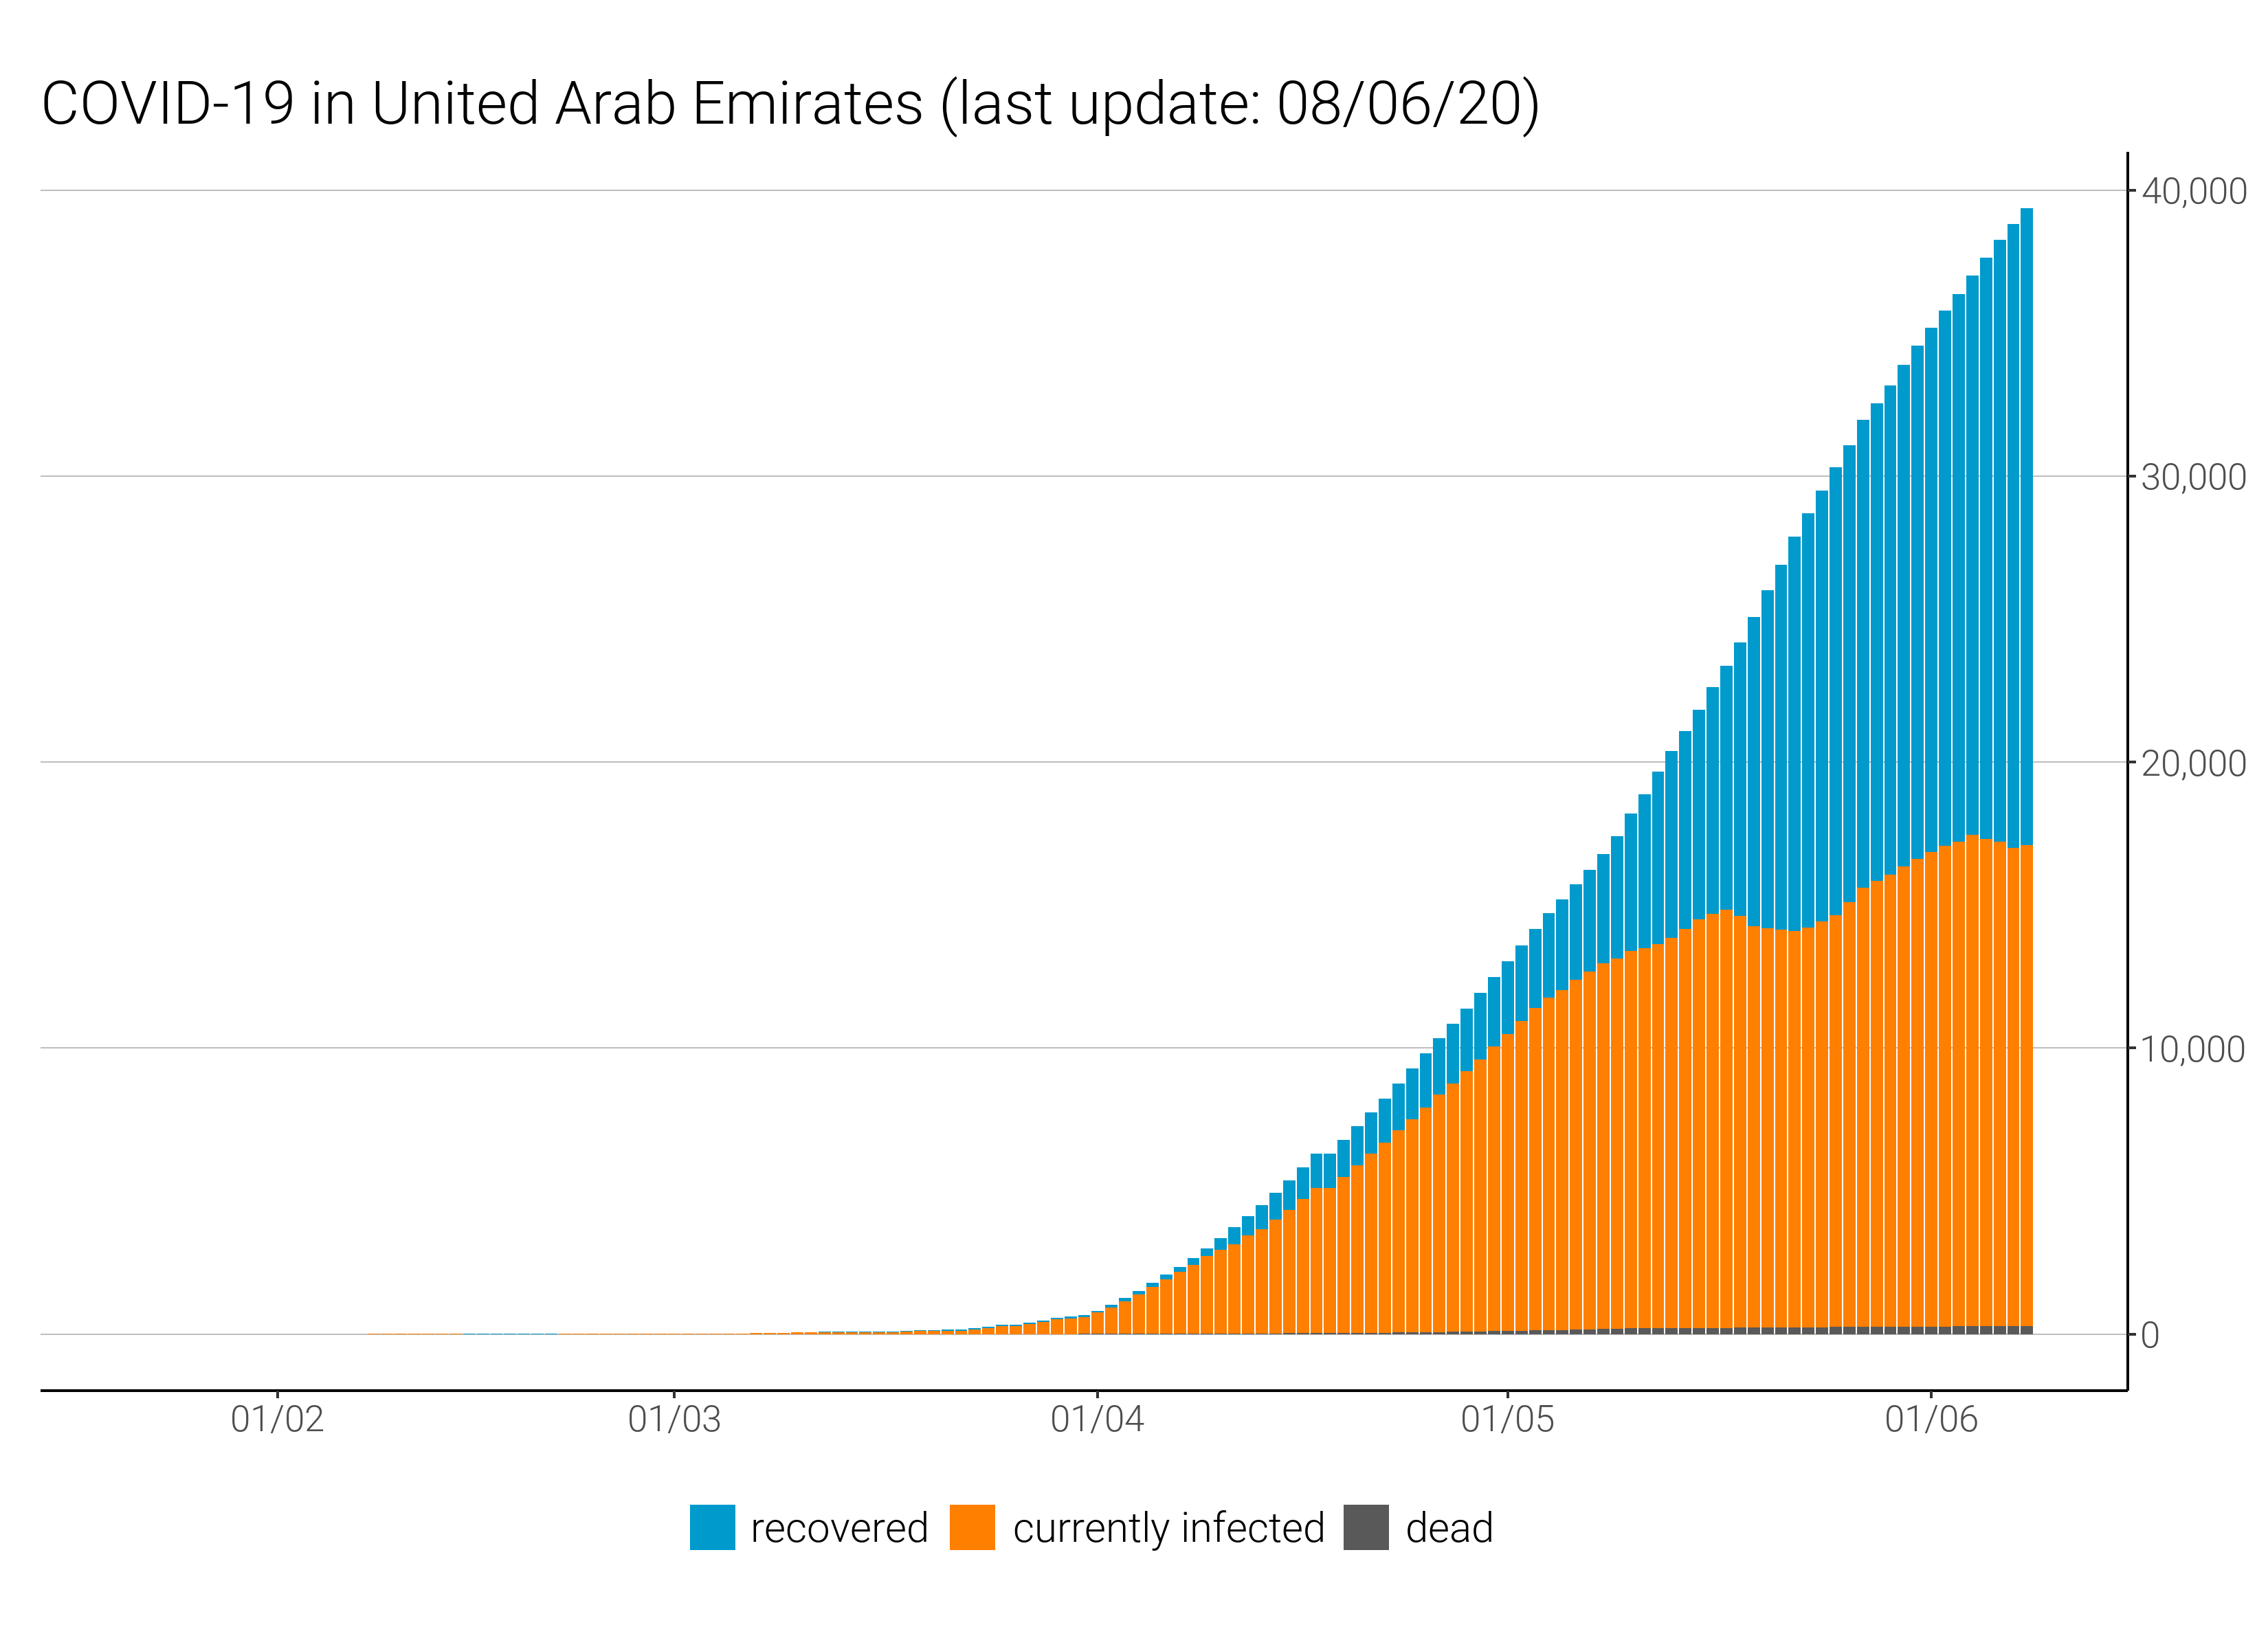 COVID-19 in United Arab Emirates (last update: 08/06/20)
40,000
30,000
20,000
10,000
0
01/02 01/03 01/04 01/05 01/06
recovered currently infected dead